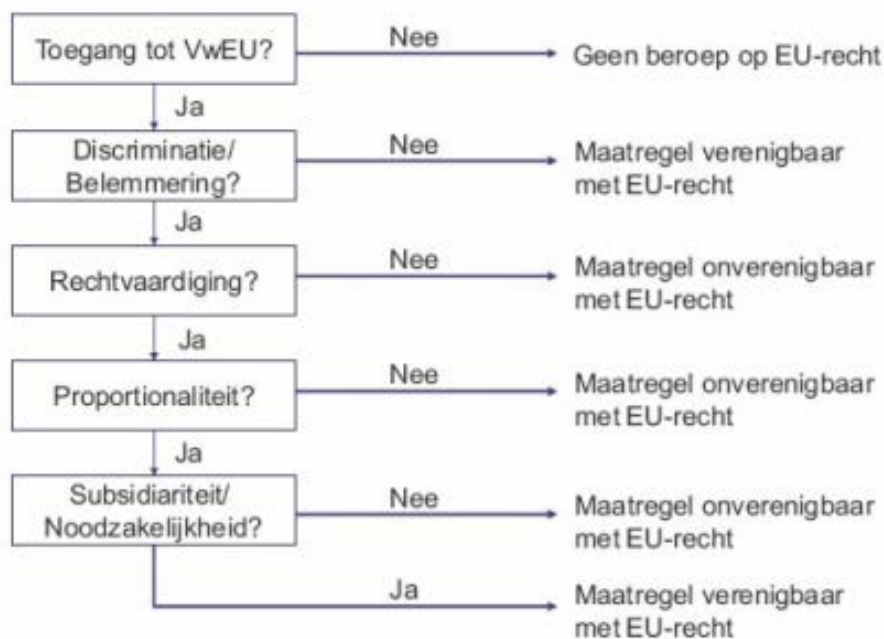 Toegang tot VwEU?
Nee
Geen beroep op EU-recht
Ja
Discriminatie/
Belemmering?
Nee
Maatregel verenigbaar
met EU-recht
Ja
Rechtvaardiging?
Nee
Maatregel onverenigbaar
met EU-recht
Ja
Proportionaliteit?
Nee
Maatregel onverenigbaar
met EU-recht
Ja
Subsidiariteit/
Noodzakelijkheid?
Nee
Maatregel onverenigbaar
met EU-recht
Ja
Maatregel verenigbaar
met EU-recht